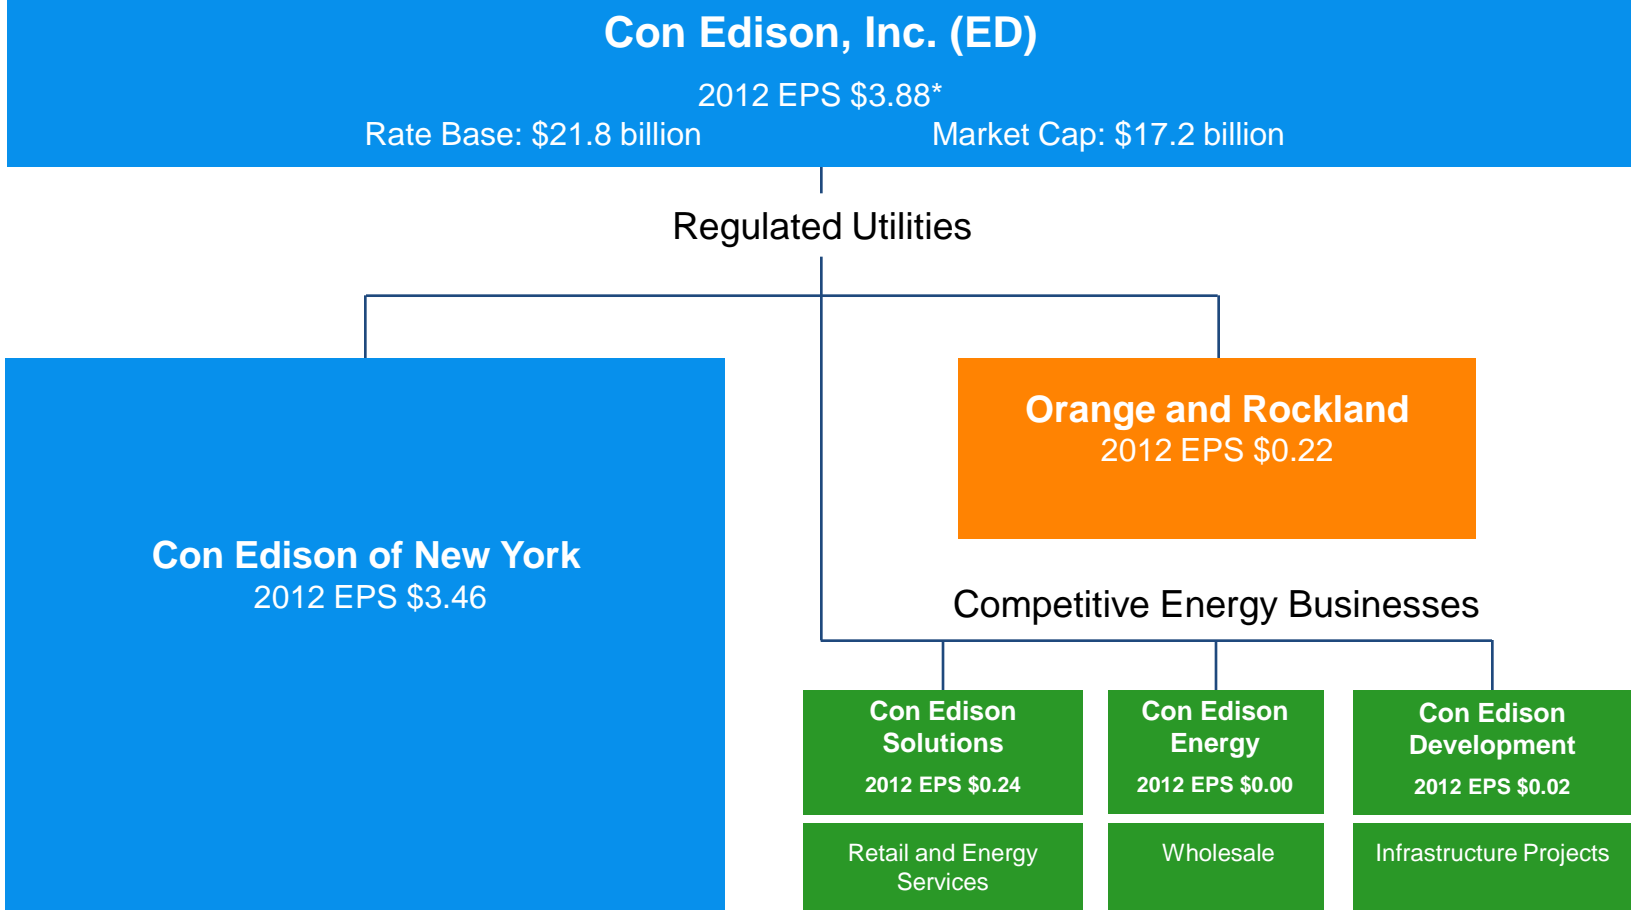 Con Edison, Inc. (ED)
2012 EPS $3.88*
Rate Base: $21.8 billion
Market Cap: $17.2 billion
Regulated Utilities
Con Edison of New York
2012 EPS $3.46
Orange and Rockland
2012 EPS $0.22
Competitive Energy Businesses
Con Edison
Solutions
2012 EPS $0.24
Retail and Energy
Services
Con Edison
Energy
2012 EPS $0.00
Wholesale
Con Edison
Development
2012 EPS $0.02
Infrastructure Projects